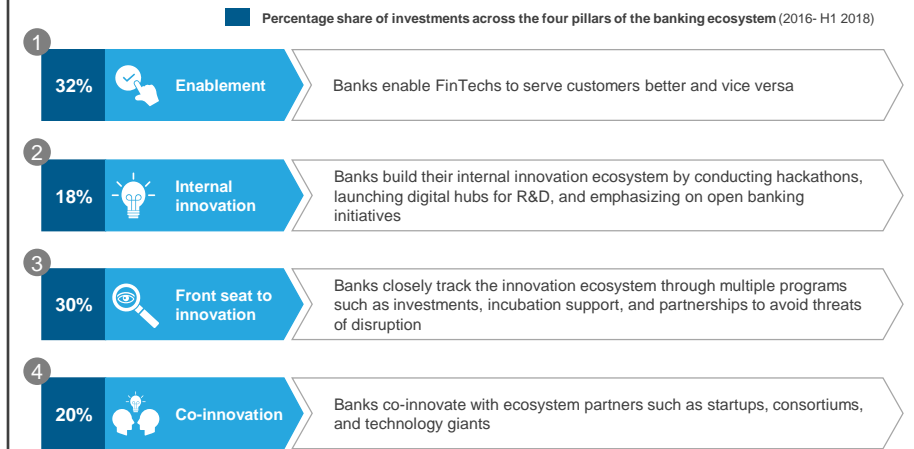 Percentage share of investments across the four pillars of the banking ecosystem (2016- H1 2018)
1
32%
Enablement
Banks enable FinTechs to serve customers better and vice versa
2
18%
Internal
innovation
Banks build their internal innovation ecosystem by conducting hackathons,
launching digital hubs for R&D, and emphasizing on open banking
initiatives
3
30%
Front seat to
innovation
Banks closely track the innovation ecosystem through multiple programs
such as investments, incubation support, and partnerships to avoid threats
of disruption
4
20%
Co-innovation
Banks co-innovate with ecosystem partners such as startups, consortiums,
and technology giants